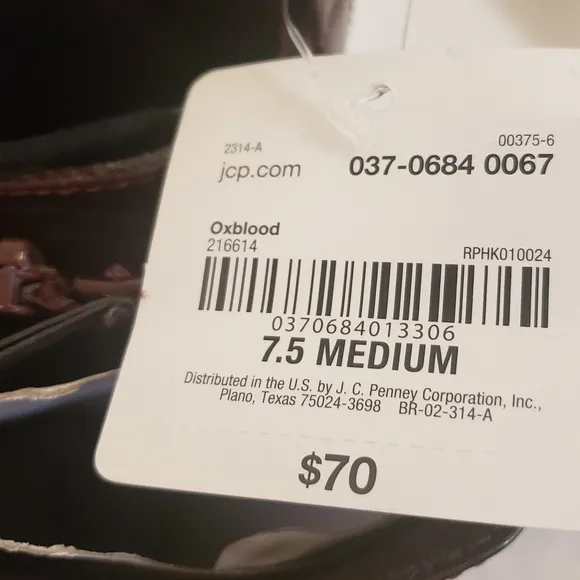 2314-A
00375-6
jcp.com
037-0684 0067
Oxblood
216614
RPHK010024
0370684013306
7.5 MEDIUM
Distributed in the U.S. by J. C. Penney Corporation, Inc.,
Plano, Texas 75024-3698 BR-02-314-A
$70